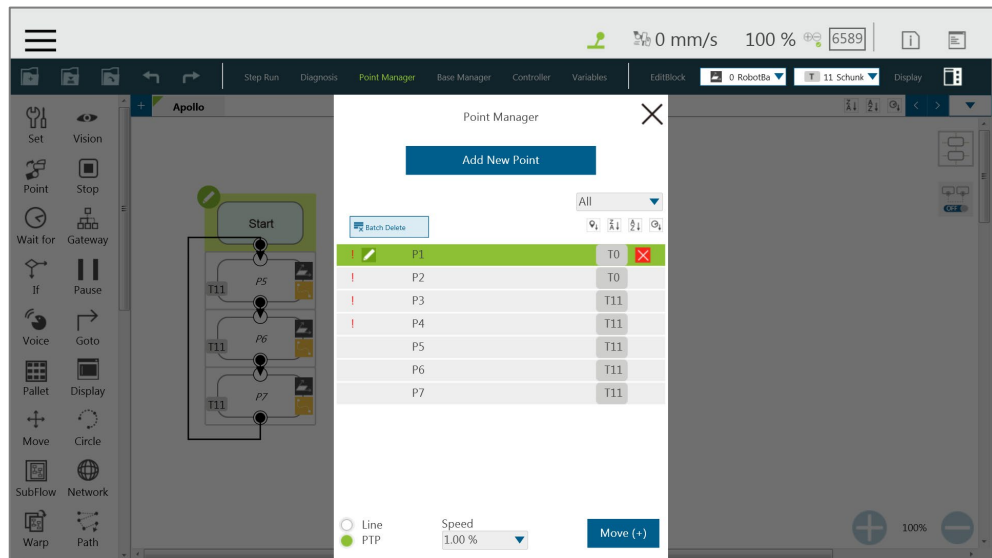 0 mm/s 100 % 6589
Step Run Diagnosis Point Manager Base Manager Controller Variables EditBlock 0 RobotBa T 11 Schunk Display
+ Apollo
Set Vision
Point Stop
Wait for Gateway
If Pause
Voice Goto
Pallet Display
Move Circle
SubFlow Network
Warp Path
Start
T11 P5
T11 P6
T11 P7
Point Manager
Add New Point
All
Batch Delete
! P1 T0
! P2 T0
! P3 T11
! P4 T11
P5 T11
P6 T11
P7 T11
Line Speed
PTP 1.00 % Move (+)
OFF
100%